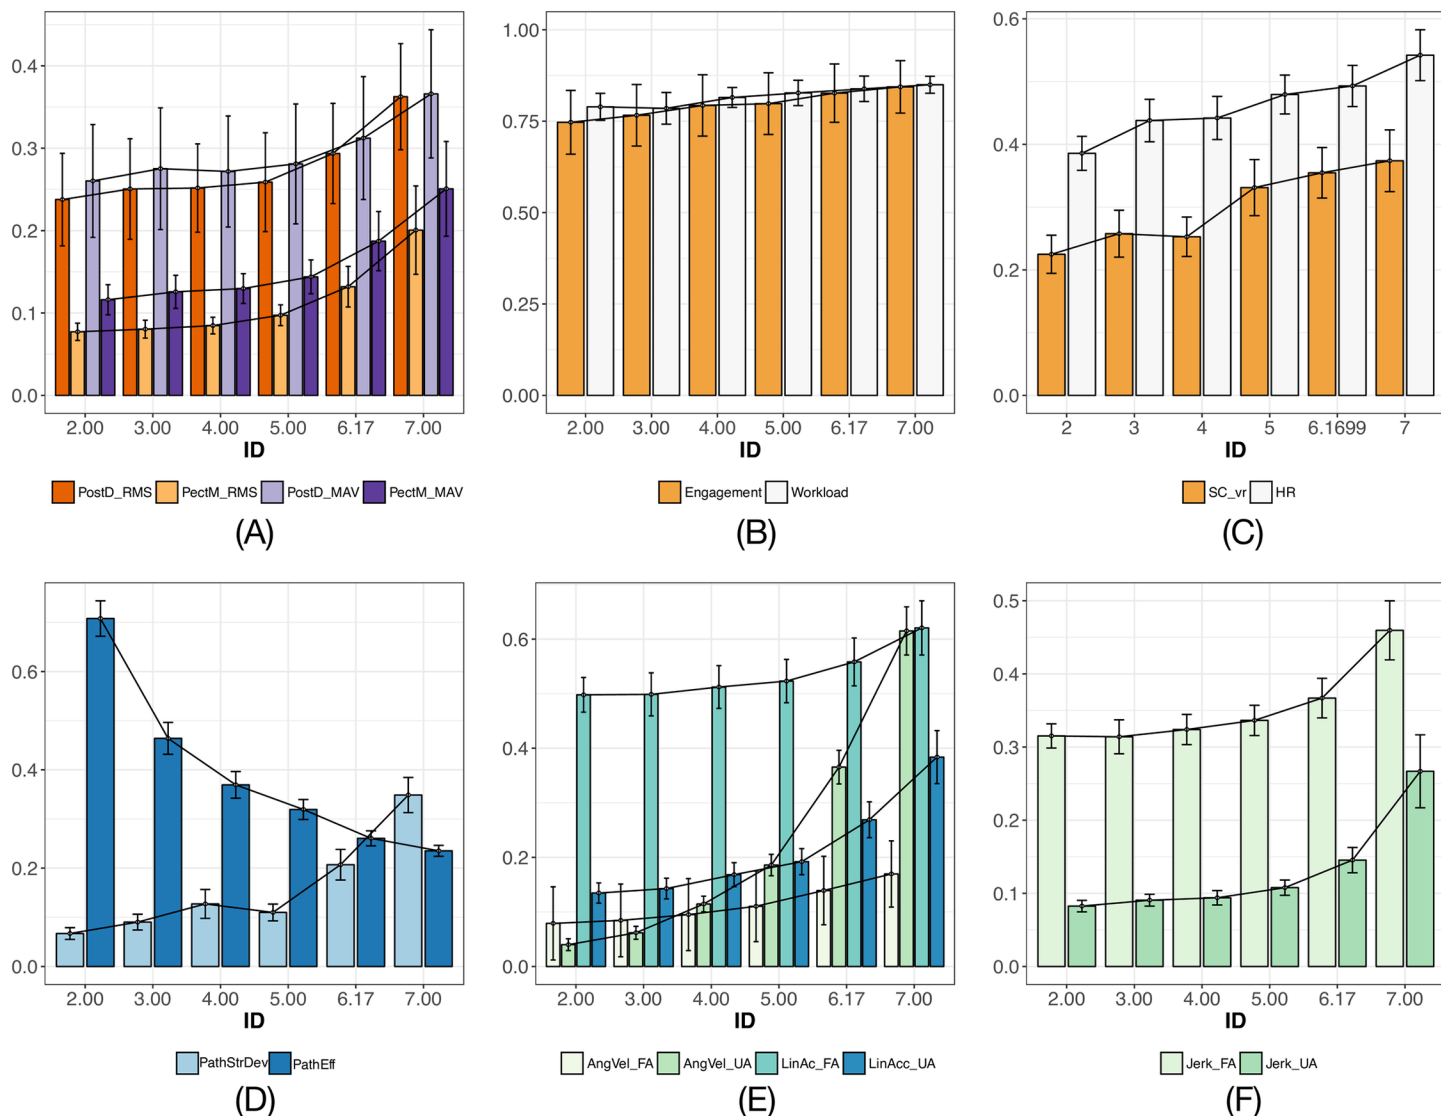 0.4
0.3
0.2
0.1
0.0
2.00 3.00 4.00 5.00 6.17 7.00
ID
PostD_RMS PectM_RMS PostD_MAV PectM_MAV
(A)
1.00
0.75
0.50
0.25
0.00
2.00 3.00 4.00 5.00 6.17 7.00
ID
Engagement Workload
(B)
0.6
0.4
0.2
0.0
2 3 4 5 6.1699 7
ID
SC_vr HR
(C)
0.6
0.4
0.2
0.0
2.00 3.00 4.00 5.00 6.17 7.00
ID
PathStrDev PathEff
(D)
0.6
0.4
0.2
0.0
2.00 3.00 4.00 5.00 6.17 7.00
ID
AngVel_FA AngVel_UA LinAc_FA LinAcc_UA
(E)
0.5
0.4
0.3
0.2
0.1
0.0
2.00 3.00 4.00 5.00 6.17 7.00
ID
Jerk_FA Jerk_UA
(F)